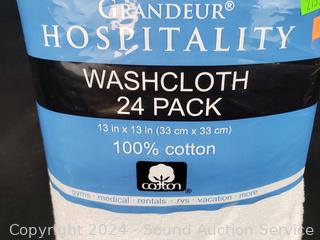 GRANDEUR®
HOSPITALITY
WASHCLOTH
24 PACK
13 in x 13 in (33 cm x 33 cm)
100% cotton
cotton ®
gyms - medical - rentals - rvs - vacation - more
Copyright 2024 - Sound Auction Service